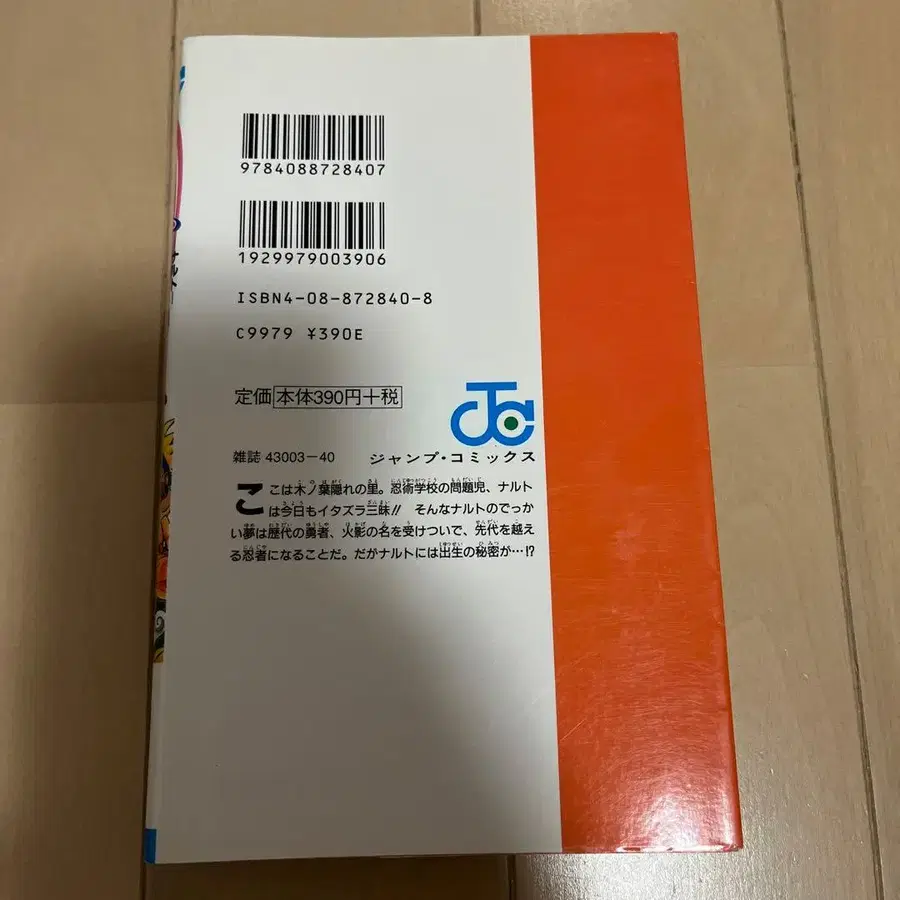 9784088728407
1929979003906
ISBN4-08-872840-8
C9979 ¥390E
定価 本体390円+税
雑誌 43003-40
ジャンプ・コミックス
ここは木ノ葉隠れの里。忍術学校の問題児、ナルト
は今日もイタズラ三昧!! そんなナルトのでっか
い夢は歴代の勇者、火影の名を受けついで、先代を越え
る忍者になることだ。だがナルトには出生の秘密が…!?
ナルト